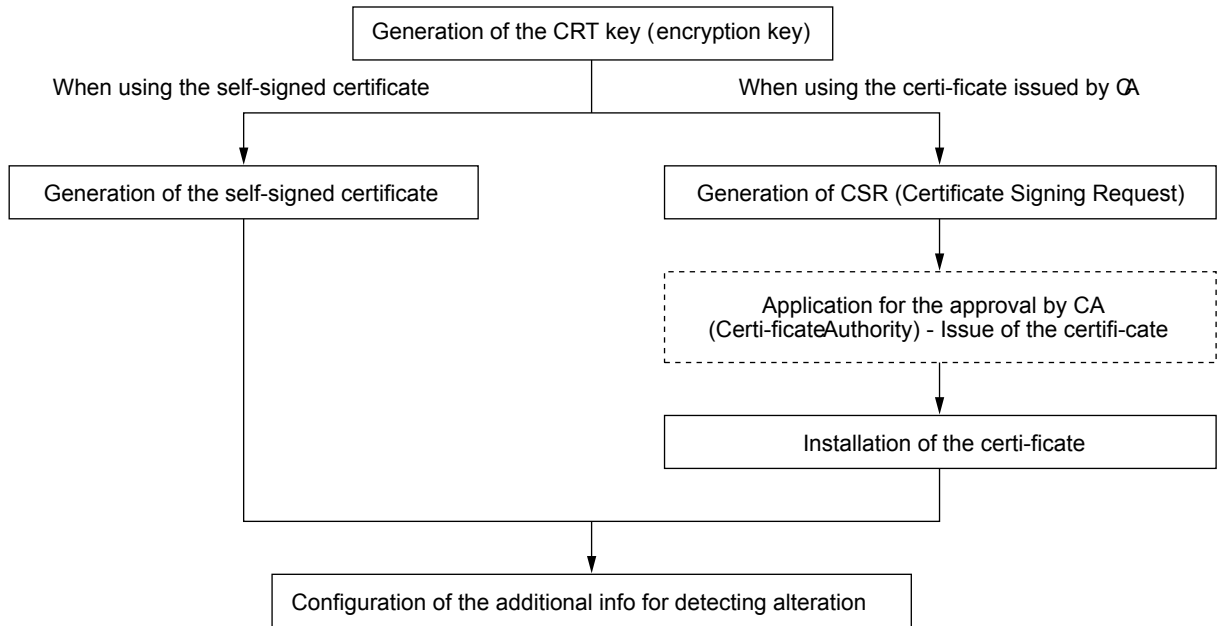 Generation of the CRT key (encryption key)
When using the self-signed certificate
When using the certi-ficate issued by CA
Generation of the self-signed certificate
Generation of CSR (Certificate Signing Request)
Application for the approval by CA
(Certi-ficateAuthority) - Issue of the certifi-cate
Installation of the certi-ficate
Configuration of the additional info for detecting alteration